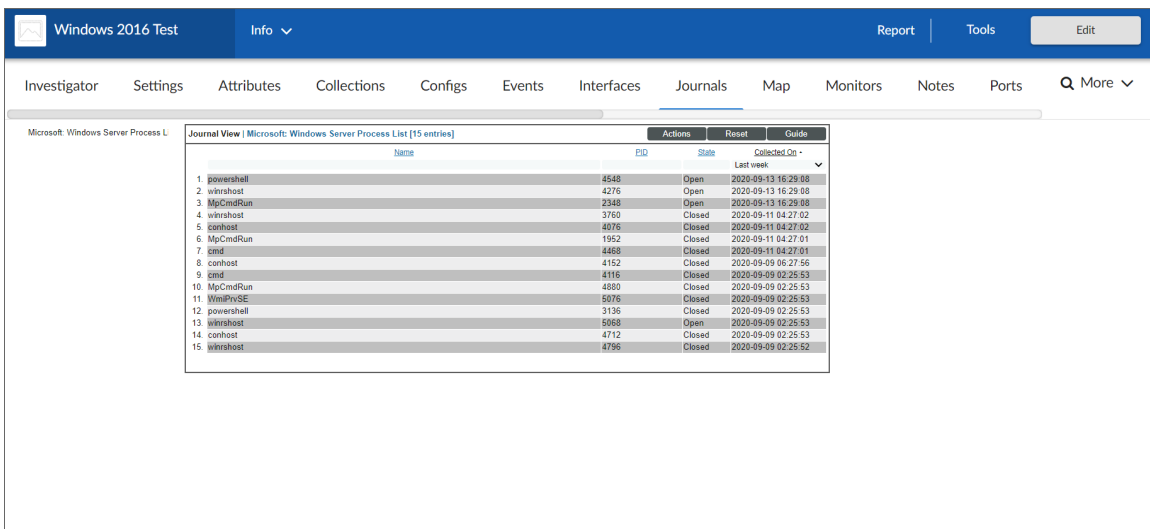 Windows 2016 Test Info Report Tools Edit
Investigator Settings Attributes Collections Configs Events Interfaces Journals Map Monitors Notes Ports More
Microsoft: Windows Server Process L
Journal View | Microsoft: Windows Server Process List [15 entries] Actions Reset Guide
Name PID State Collected On
Last week
1. powershell 4548 Open 2020-09-13 16:29:08
2. winrshost 4276 Open 2020-09-13 16:29:08
3. MpCmdRun 2348 Open 2020-09-13 16:29:08
4. winrshost 3760 Closed 2020-09-11 04:27:02
5. conhost 4076 Closed 2020-09-11 04:27:02
6. MpCmdRun 1952 Closed 2020-09-11 04:27:01
7. cmd 4468 Closed 2020-09-11 04:27:01
8. conhost 4152 Closed 2020-09-09 06:27:56
9. cmd 4116 Closed 2020-09-09 02:25:53
10. MpCmdRun 4880 Closed 2020-09-09 02:25:53
11. WmiPrvSE 5076 Closed 2020-09-09 02:25:53
12. powershell 3136 Closed 2020-09-09 02:25:53
13. winrshost 5068 Open 2020-09-09 02:25:53
14. conhost 4712 Closed 2020-09-09 02:25:53
15. winrshost 4796 Closed 2020-09-09 02:25:52